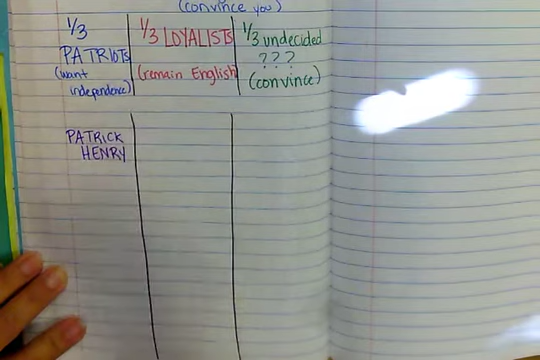 (convince you)
1/3
PATRIOTS
(want
independence)
1/3 LOYALISTS
(remain English)
1/3 undecided
? ? ?
(convince)
PATRICK
HENRY